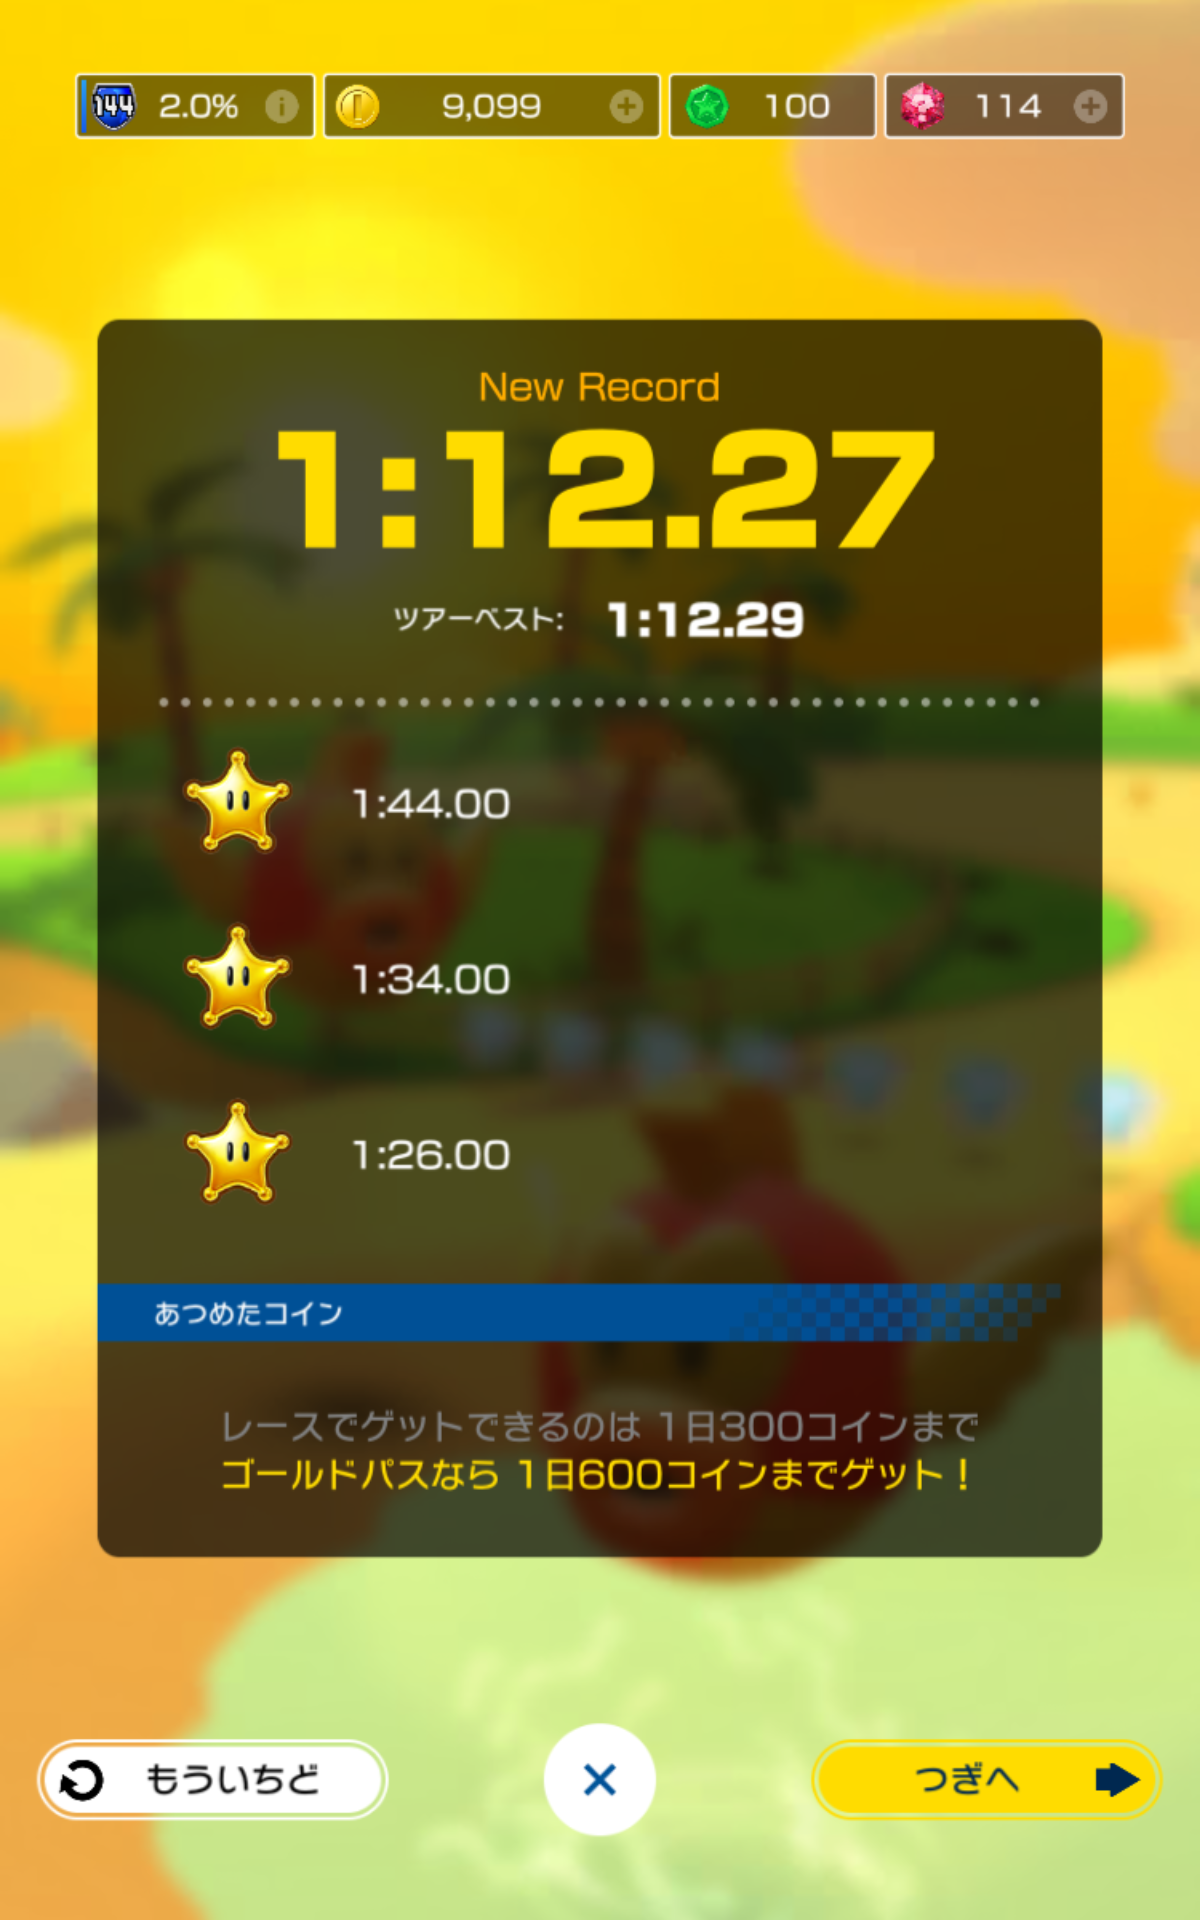 144 2.0% 9,099 100 114
New Record
1:12.27
ツアーベスト: 1:12.29
1:44.00
1:34.00
1:26.00
あつめたコイン
レースでゲットできるのは 1日300コインまで
ゴールドパスなら 1日600コインまでゲット！
もういちど つぎへ